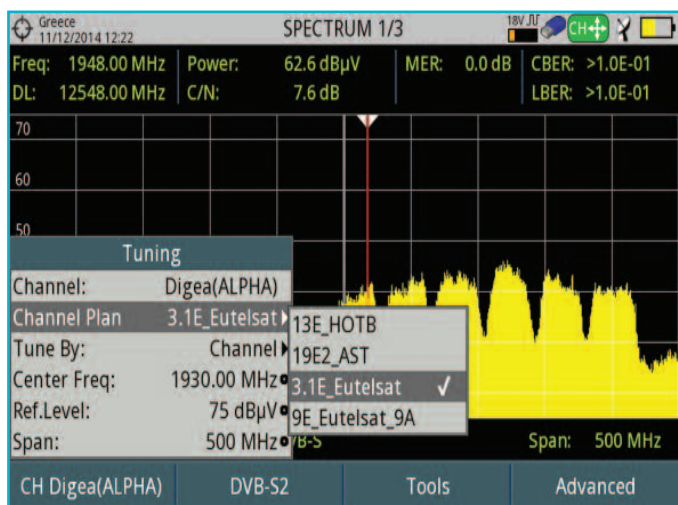 Greece
11/12/2014 12:22
SPECTRUM 1/3
18V
CH
Freq: 1948.00 MHz Power: 62.6 dBµV MER: 0.0 dB CBER: >1.0E-01
DL: 12548.00 MHz C/N: 7.6 dB LBER: >1.0E-01
70
60
50
Tuning
Channel: Digea(ALPHA)
Channel Plan 3.1E_Eutelsat
Tune By: Channel
Center Freq: 1930.00 MHz
Ref.Level: 75 dBµV
Span: 500 MHz
13E_HOTB
19E2_AST
3.1E_Eutelsat ✓
9E_Eutelsat_9A
Span: 500 MHz
CH Digea(ALPHA) DVB-S2 Tools Advanced